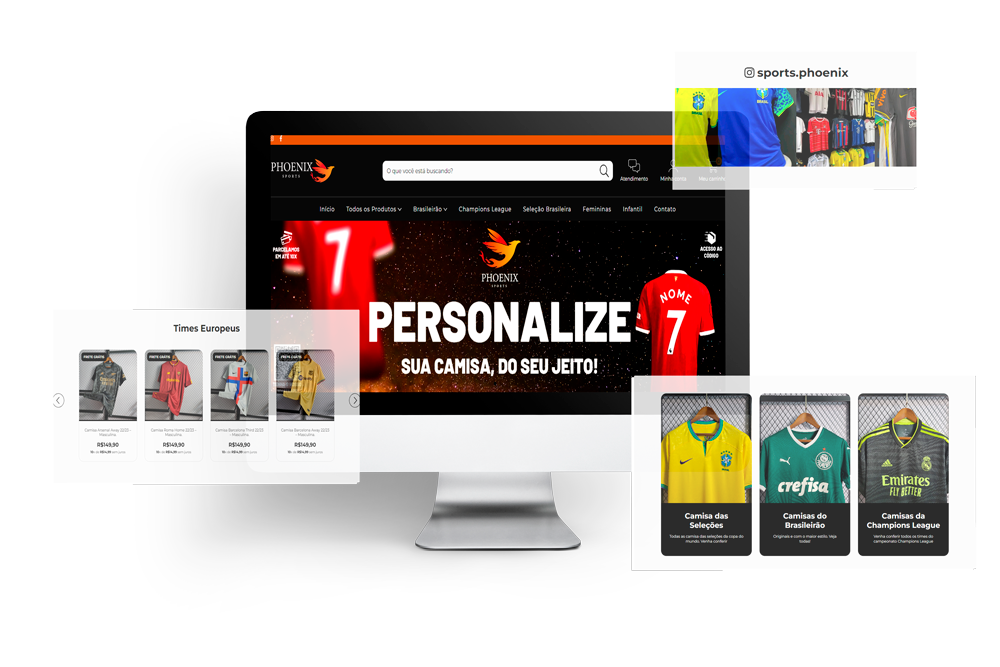 sports.phoenix
PHOENIX
SPORTS
O que você está buscando?
Atendimento
Minha conta
Meu carrinho
Início
Todos os Produtos
Brasileirão
Champions League
Seleção Brasileira
Femininas
Infantil
Contato
PARCELAMOS
EM ATÉ 10X
7
PHOENIX
SPORTS
ACESSO AO
CÓDIGO
PERSONALIZE
SUA CAMISA, DO SEU JEITO!
NOME
7
Times Europeus
FRETE GRÁTIS
FRETE GRÁTIS
FRETE GRÁTIS
FRETE GRÁTIS
Camisa Arsenal Away 22/23 -
Masculina
R$149,90
Camisa Roma Home 22/23 -
Masculina
R$149,90
Camisa Barcelona Third 22/23
- Masculina
R$149,90
Camisa Barcelona Away 22/23
- Masculina
R$149,90
BRASIL
crefisa
Emirates
FLY BETTER
Camisa das
Seleções
Todas as camisa das seleções da copa do
mundo. Venha conferir
Camisas do
Brasileirão
Originais e com o maior estilo. Veja
todas!
Camisas da
Champions League
Venha conferir todos os times do
campeonato Champions League